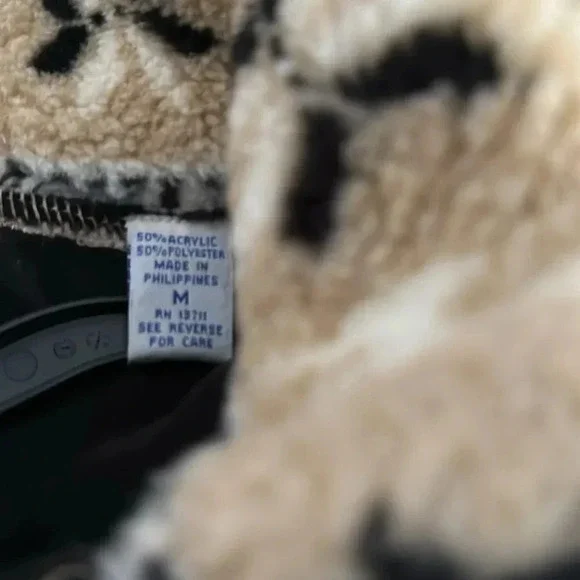 50% ACRYLIC
50% POLYESTER
MADE IN
PHILIPPINES
M
RN 13711
SEE REVERSE
FOR CARE